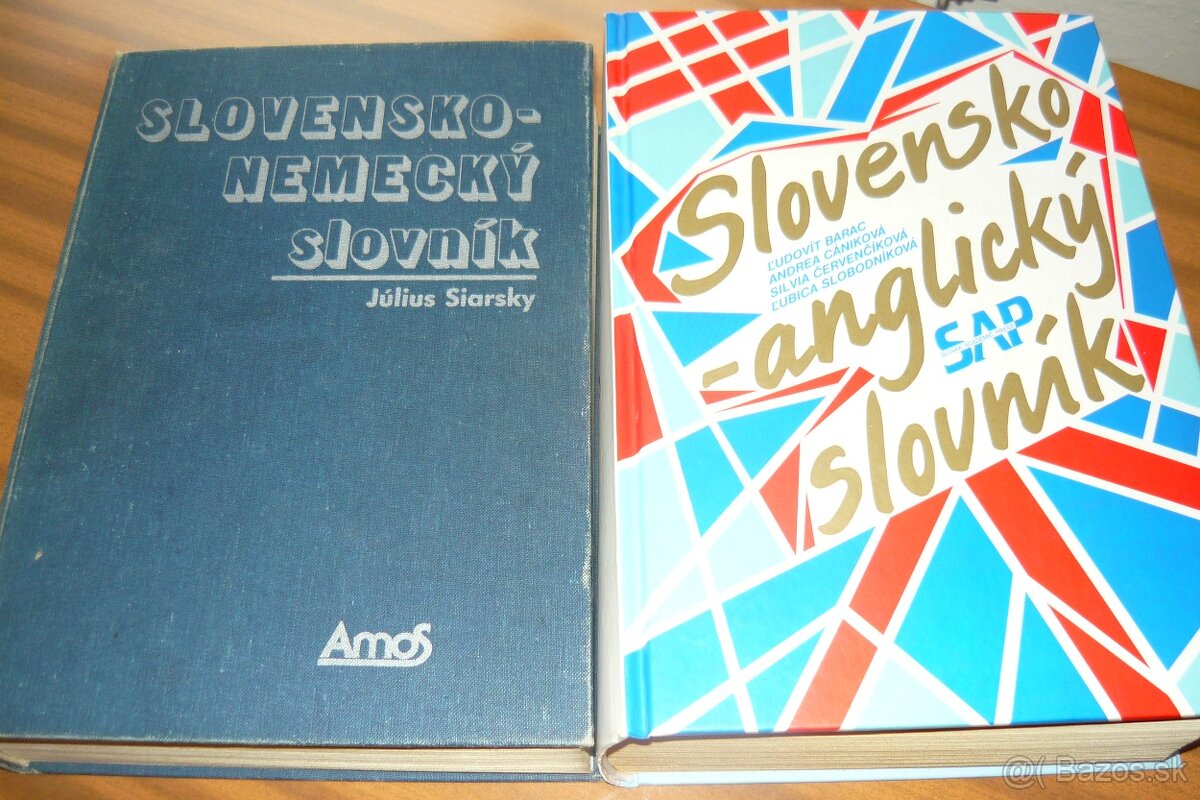 SLOVENSKO-
NEMECKÝ
slovník
Július Siarsky
Amos
Slovensko
-anglický
slovník
ĽUDOVÍT BARAC
ANDREA CÁNIKOVÁ
SILVIA ČERVENČÍKOVÁ
ĽUBICA SLOBODNÍKOVÁ
SAP
@( Bazos.sk